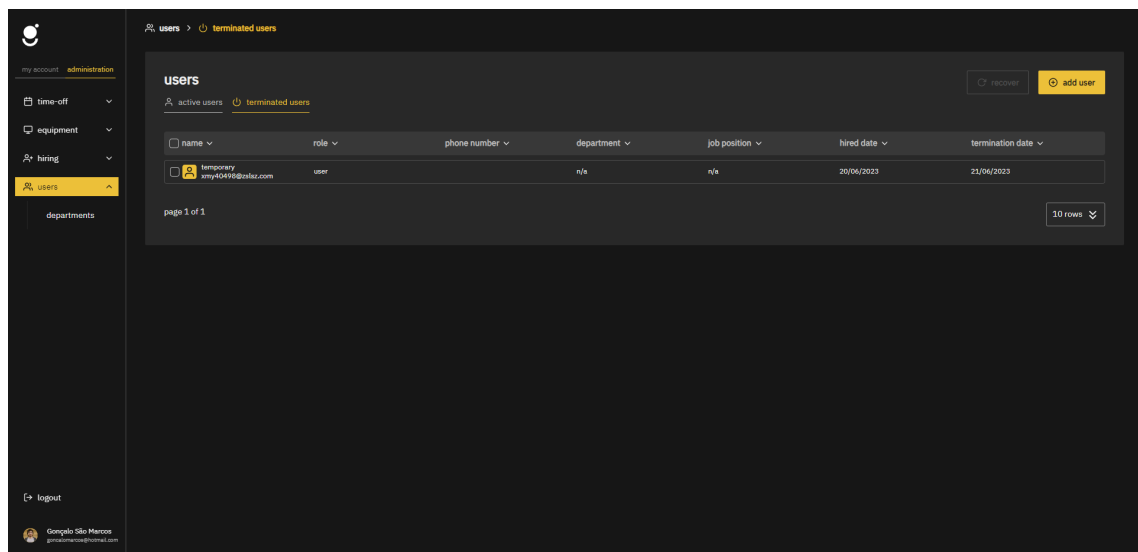 users > terminated users
my account administration
time-off
equipment
hiring
users
departments
logout
Gonçalo São Marcos
goncalomarcos@hotmail.com
users
recover
add user
active users terminated users
name role phone number department job position hired date termination date
temporary
xmy40498@zslsz.com user n/a n/a 20/06/2023 21/06/2023
page 1 of 1
10 rows